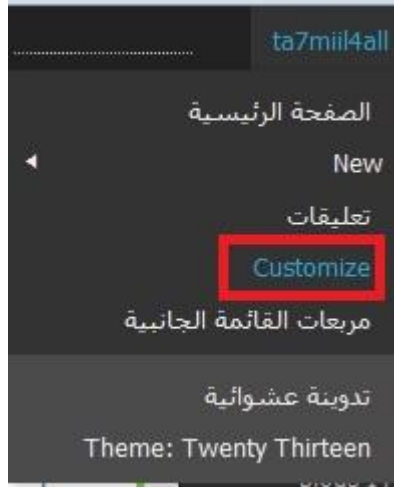 ta7miil4all
الصفحة الرئيسية
New
تعليقات
Customize
مربعات القائمة الجانبية
تدوينة عشوائية
Theme: Twenty Thirteen